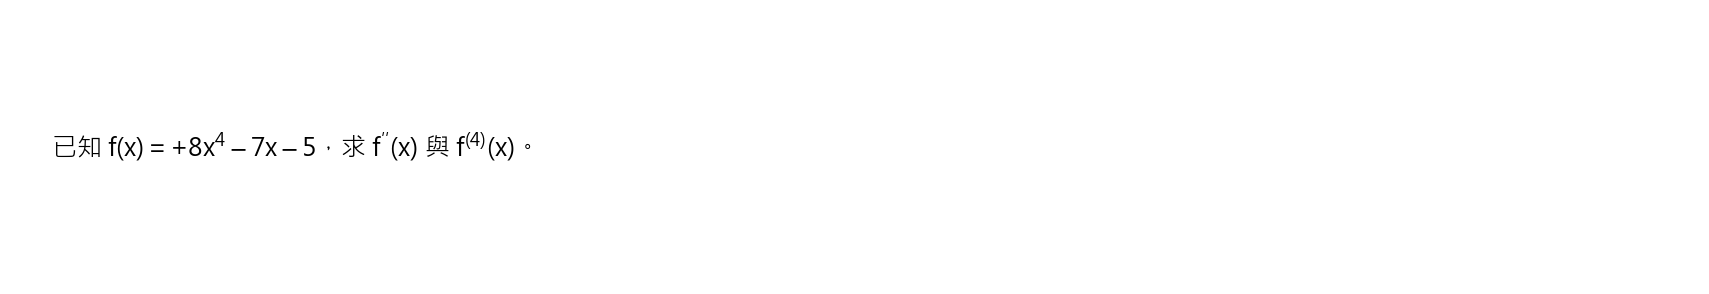 已知 f(x) = +8x⁴ – 7x – 5，求 f′′(x) 與 f⁽⁴⁾(x)。